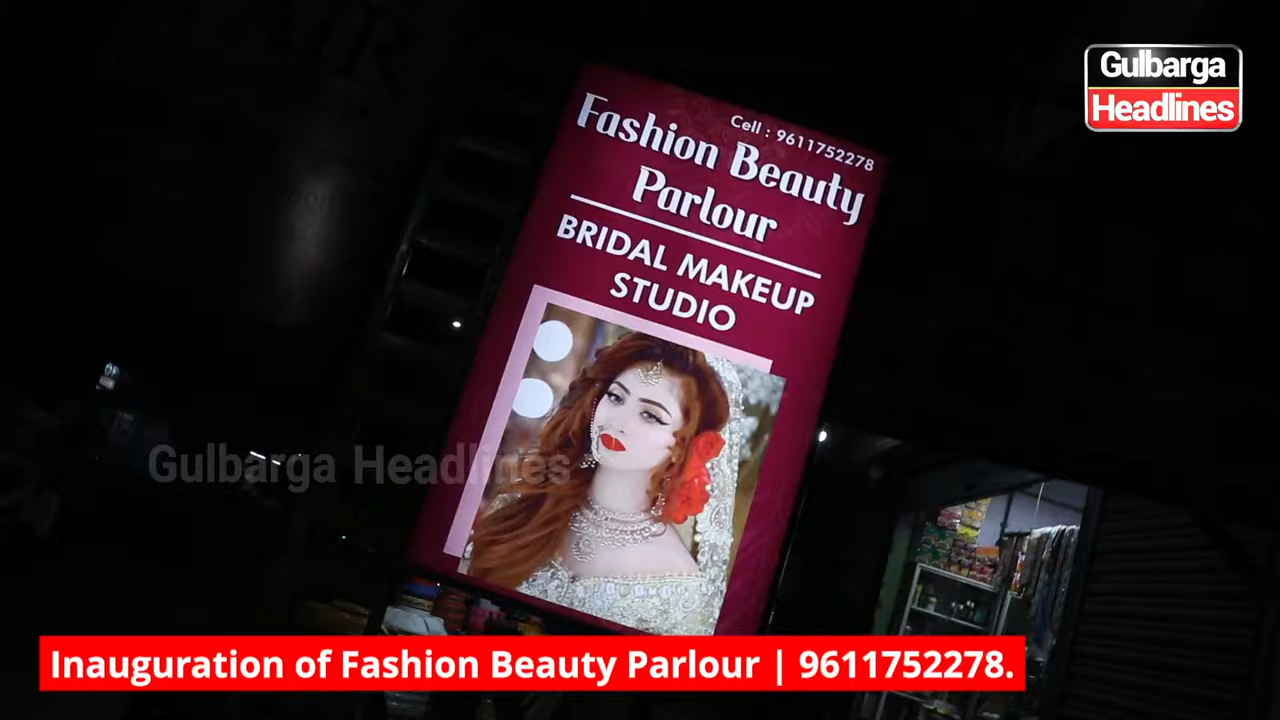 Gulbarga
Headlines
Cell : 9611752278
Fashion Beauty
Parlour
BRIDAL MAKEUP
STUDIO
Gulbarga Headlines
Inauguration of Fashion Beauty Parlour | 9611752278.